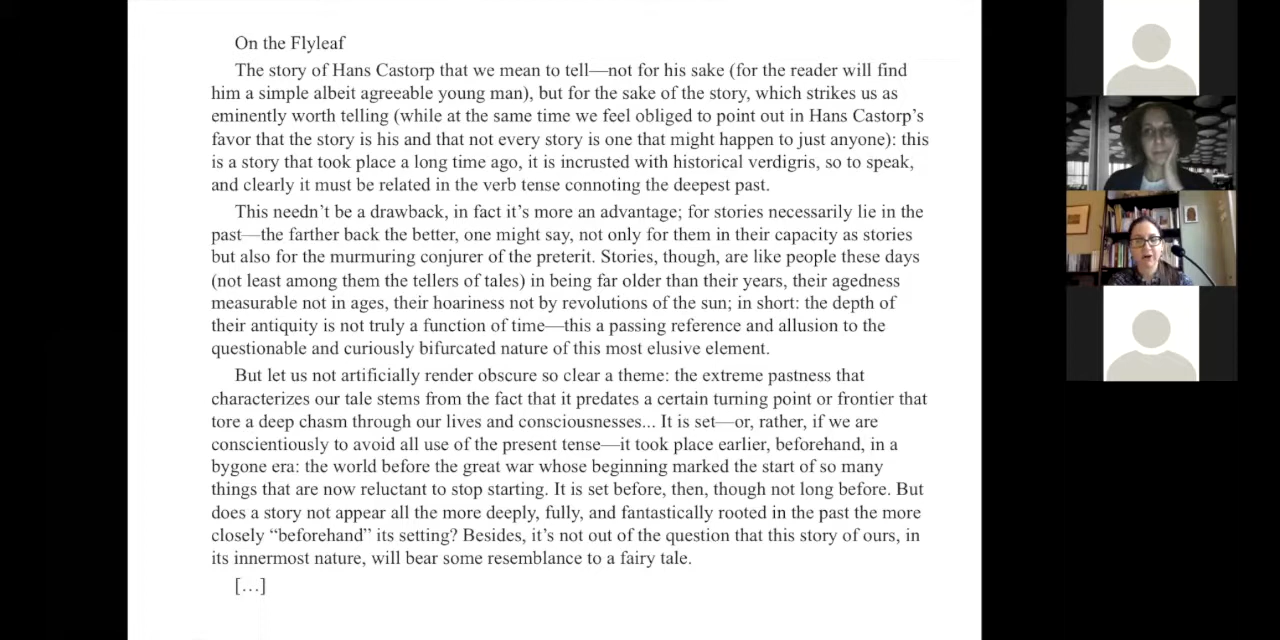 On the Flyleaf
The story of Hans Castorp that we mean to tell—not for his sake (for the reader will find
him a simple albeit agreeable young man), but for the sake of the story, which strikes us as
eminently worth telling (while at the same time we feel obliged to point out in Hans Castorp’s
favor that the story is his and that not every story is one that might happen to just anyone): this
is a story that took place a long time ago, it is incrusted with historical verdigris, so to speak,
and clearly it must be related in the verb tense connoting the deepest past.
This needn’t be a drawback, in fact it’s more an advantage; for stories necessarily lie in the
past—the farther back the better, one might say, not only for them in their capacity as stories
but also for the murmuring conjurer of the preterit. Stories, though, are like people these days
(not least among them the tellers of tales) in being far older than their years, their agedness
measurable not in ages, their hoariness not by revolutions of the sun; in short: the depth of
their antiquity is not truly a function of time—this a passing reference and allusion to the
questionable and curiously bifurcated nature of this most elusive element.
But let us not artificially render obscure so clear a theme: the extreme pastness that
characterizes our tale stems from the fact that it predates a certain turning point or frontier that
tore a deep chasm through our lives and consciousnesses... It is set—or, rather, if we are
conscientiously to avoid all use of the present tense—it took place earlier, beforehand, in a
bygone era: the world before the great war whose beginning marked the start of so many
things that are now reluctant to stop starting. It is set before, then, though not long before. But
does a story not appear all the more deeply, fully, and fantastically rooted in the past the more
closely “beforehand” its setting? Besides, it’s not out of the question that this story of ours, in
its innermost nature, will bear some resemblance to a fairy tale.
[…]